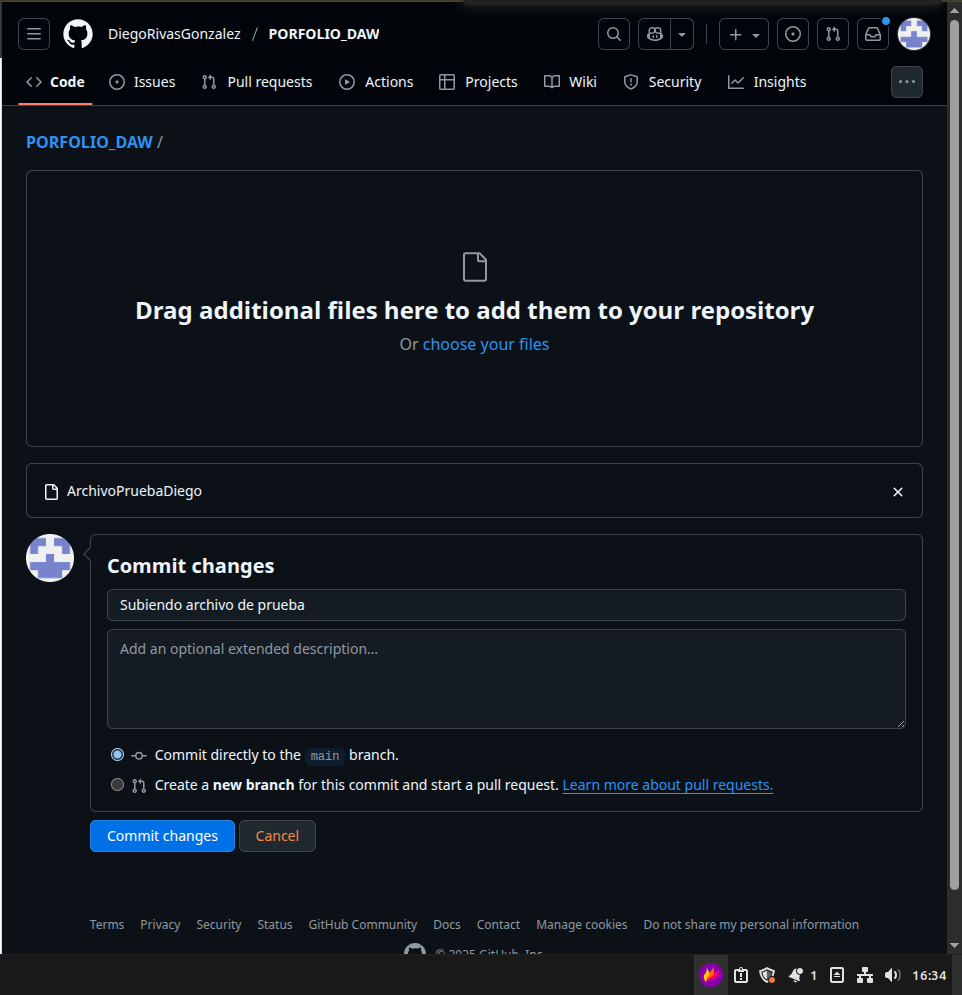 DiegoRivasGonzalez / PORFOLIO_DAW
Code Issues Pull requests Actions Projects Wiki Security Insights
PORFOLIO_DAW /
Drag additional files here to add them to your repository
Or choose your files
ArchivoPruebaDiego
Commit changes
Subiendo archivo de prueba
Add an optional extended description...
Commit directly to the main branch.
Create a new branch for this commit and start a pull request. Learn more about pull requests.
Commit changes Cancel
Terms Privacy Security Status GitHub Community Docs Contact Manage cookies Do not share my personal information
© 2025 GitHub, Inc.
1 16:34